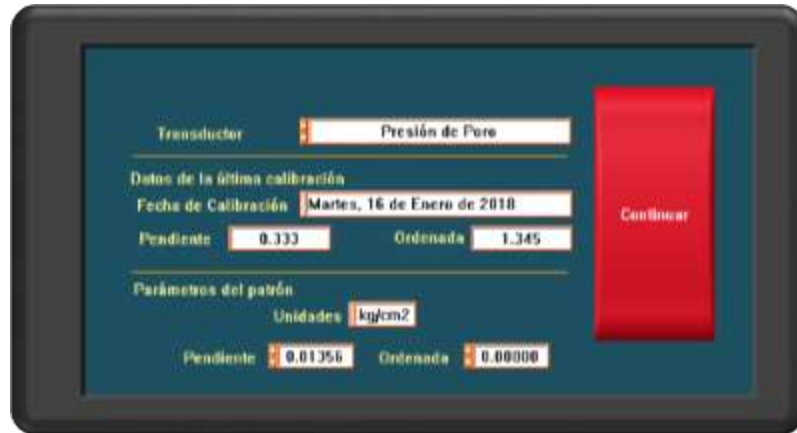 Transductor Presión de Poro
Datos de la última calibración
Fecha de Calibración Martes, 16 de Enero de 2018
Continuar
Pendiente 0.333 Ordenada 1.345
Parámetros del patrón
Unidades kg/cm2
Pendiente 0.01356 Ordenada 0.00000